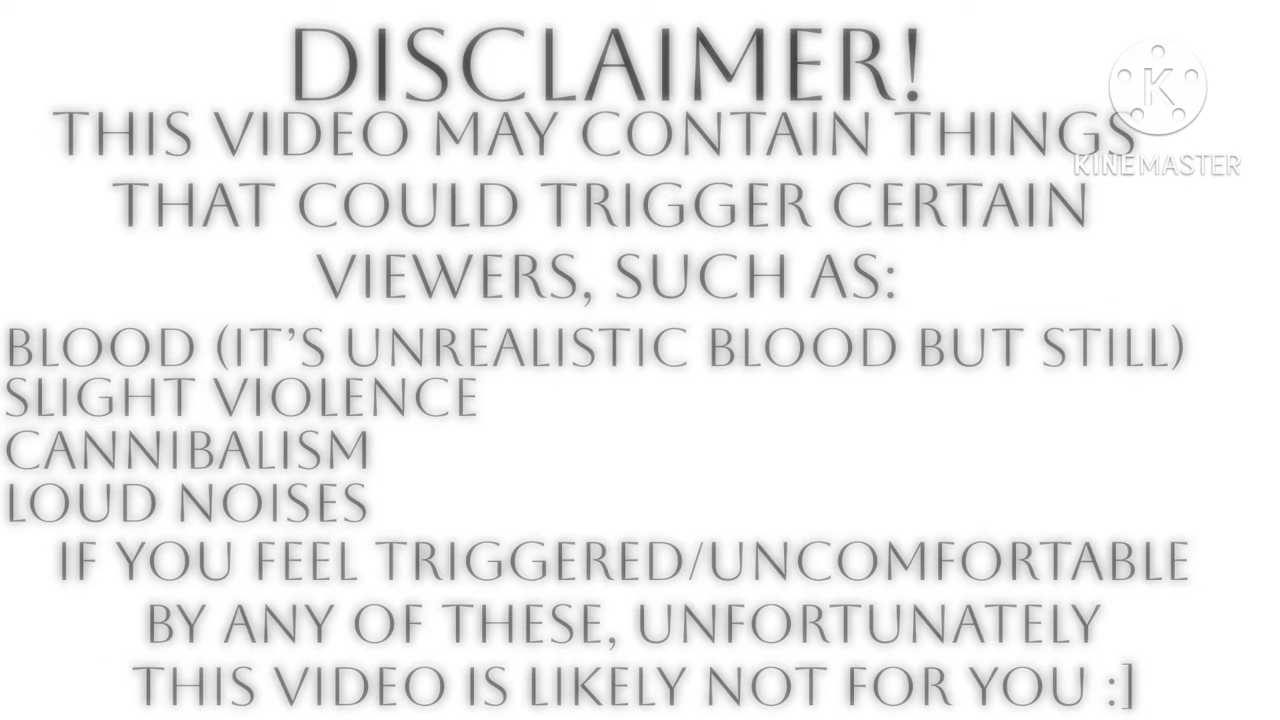 DISCLAIMER!
THIS VIDEO MAY CONTAIN THINGS
KINEMASTER
THAT COULD TRIGGER CERTAIN
VIEWERS, SUCH AS:
BLOOD (IT’S UNREALISTIC BLOOD BUT STILL)
SLIGHT VIOLENCE
CANNIBALISM
LOUD NOISES
IF YOU FEEL TRIGGERED/UNCOMFORTABLE
BY ANY OF THESE, UNFORTUNATELY
THIS VIDEO IS LIKELY NOT FOR YOU :]